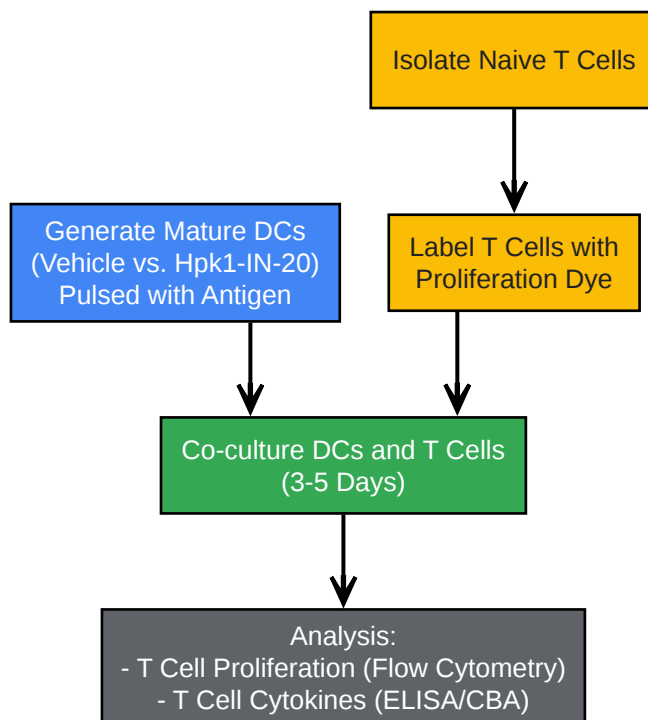 Isolate Naive T Cells
Generate Mature DCs
(Vehicle vs. Hpk1-IN-20)
Pulsed with Antigen
Label T Cells with
Proliferation Dye
Co-culture DCs and T Cells
(3-5 Days)
Analysis:
- T Cell Proliferation (Flow Cytometry)
- T Cell Cytokines (ELISA/CBA)